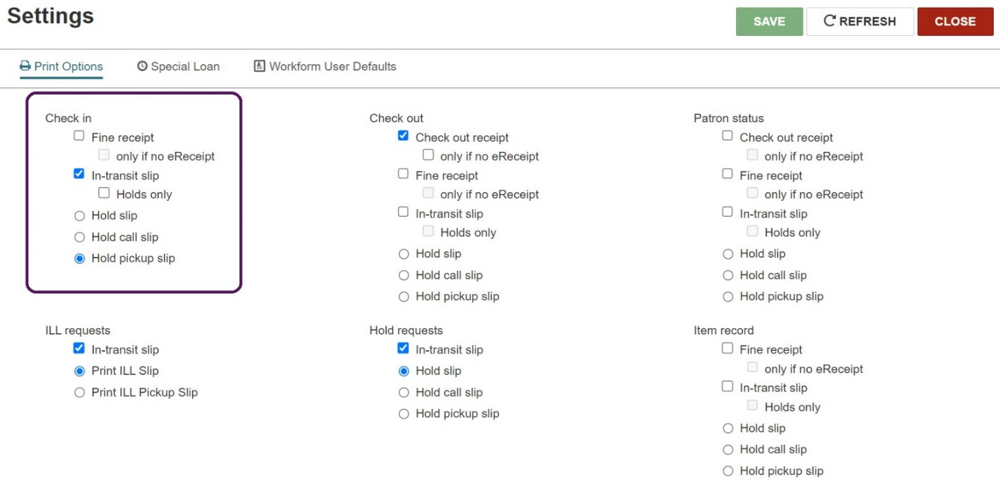 Settings
SAVE
REFRESH
CLOSE
Print Options
Special Loan
Workform User Defaults
Check in
Fine receipt
only if no eReceipt
In-transit slip
Holds only
Hold slip
Hold call slip
Hold pickup slip
Check out
Check out receipt
only if no eReceipt
Fine receipt
only if no eReceipt
In-transit slip
Holds only
Hold slip
Hold call slip
Hold pickup slip
Patron status
Check out receipt
only if no eReceipt
Fine receipt
only if no eReceipt
In-transit slip
Holds only
Hold slip
Hold call slip
Hold pickup slip
ILL requests
In-transit slip
Print ILL Slip
Print ILL Pickup Slip
Hold requests
In-transit slip
Hold slip
Hold call slip
Hold pickup slip
Item record
Fine receipt
only if no eReceipt
In-transit slip
Holds only
Hold slip
Hold call slip
Hold pickup slip